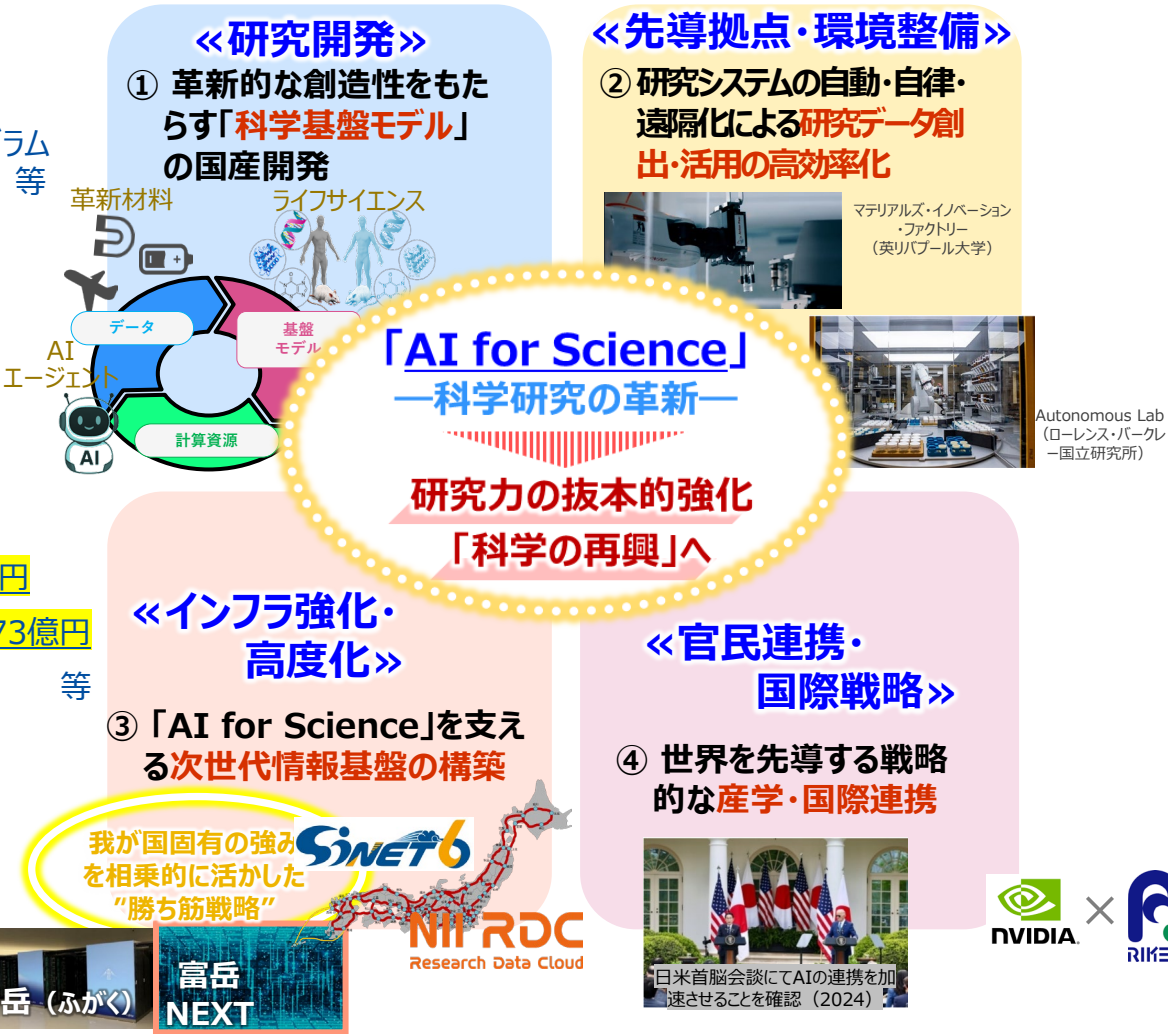 ≪研究開発≫
① 革新的な創造性をもた
らす「科学基盤モデル」
の国産開発
ラム
等
革新材料
ライフサイエンス
データ
基盤
モデル
AI
エージェント
計算資源
AI
≪先導拠点・環境整備≫
② 研究システムの自動・自律・
遠隔化による研究データ創
出・活用の高効率化
マテリアルズ・イノベーション
・ファクトリー
（英リバプール大学）
Autonomous Lab
（ローレンス・バークレ
ー国立研究所）
「AI for Science」
―科学研究の革新―
研究力の抜本的強化
「科学の再興」へ
円
73億円
等
≪インフラ強化・
高度化≫
③ 「AI for Science」を支え
る次世代情報基盤の構築
我が国固有の強み
を相乗的に活かした
“勝ち筋戦略”
SINET6
NII RDC
Research Data Cloud
岳（ふがく）
富岳
NEXT
≪官民連携・
国際戦略≫
④ 世界を先導する戦略
的な産学・国際連携
日米首脳会談にてAIの連携を加
速させることを確認（2024）
NVIDIA. ×
RIKE